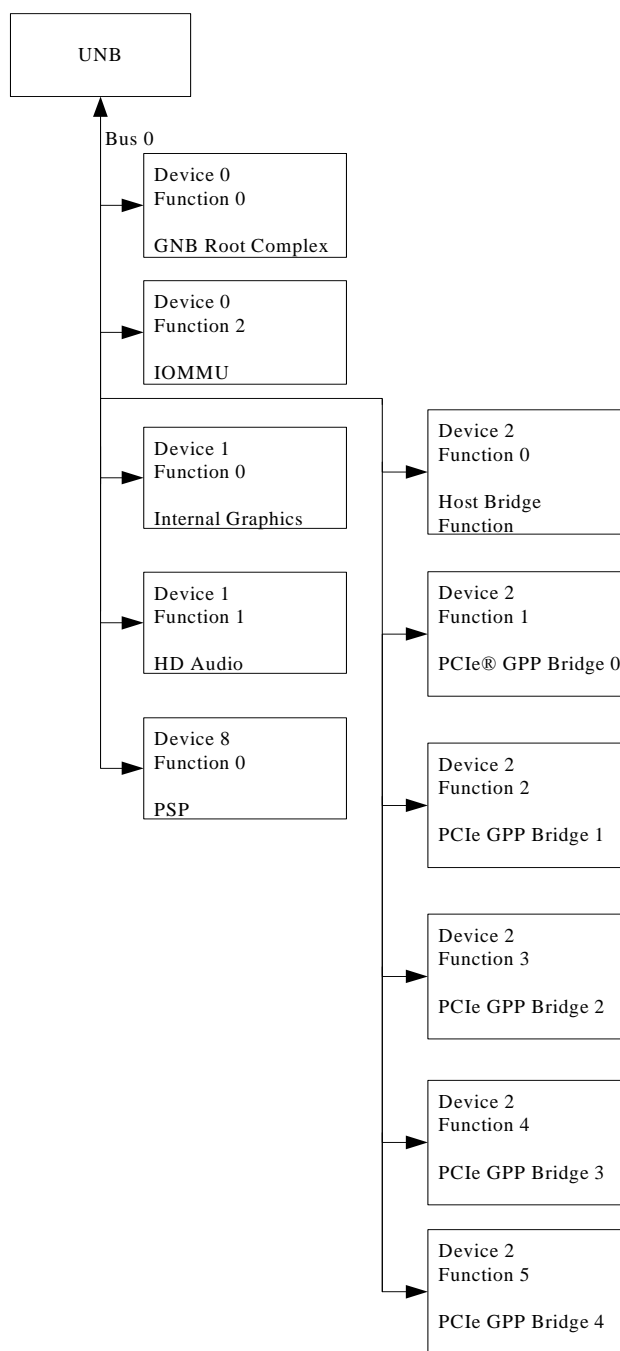 UNB
Bus 0
Device 0
Function 0
GNB Root Complex
Device 0
Function 2
IOMMU
Device 1
Function 0
Internal Graphics
Device 1
Function 1
HD Audio
Device 8
Function 0
PSP
Device 2
Function 0
Host Bridge
Function
Device 2
Function 1
PCIe® GPP Bridge 0
Device 2
Function 2
PCIe GPP Bridge 1
Device 2
Function 3
PCIe GPP Bridge 2
Device 2
Function 4
PCIe GPP Bridge 3
Device 2
Function 5
PCIe GPP Bridge 4